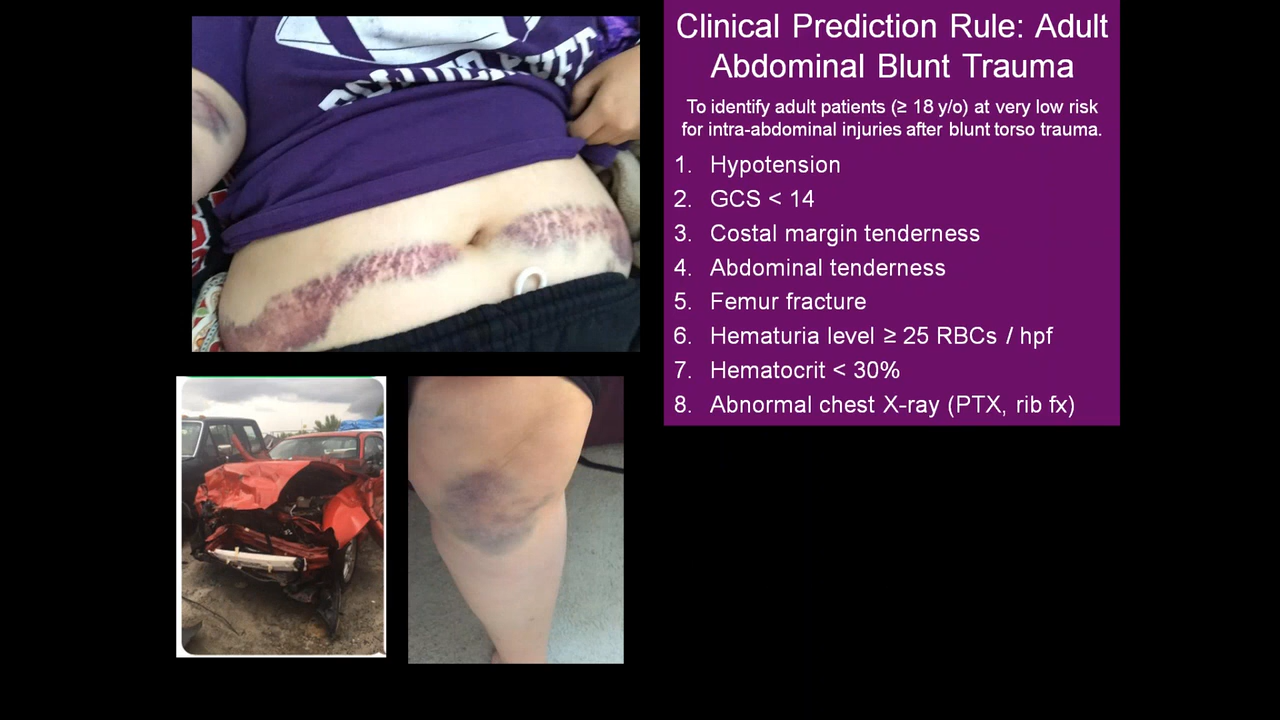 Clinical Prediction Rule: Adult
Abdominal Blunt Trauma
To identify adult patients (≥ 18 y/o) at very low risk
for intra-abdominal injuries after blunt torso trauma.
1. Hypotension
2. GCS < 14
3. Costal margin tenderness
4. Abdominal tenderness
5. Femur fracture
6. Hematuria level ≥ 25 RBCs / hpf
7. Hematocrit < 30%
8. Abnormal chest X-ray (PTX, rib fx)